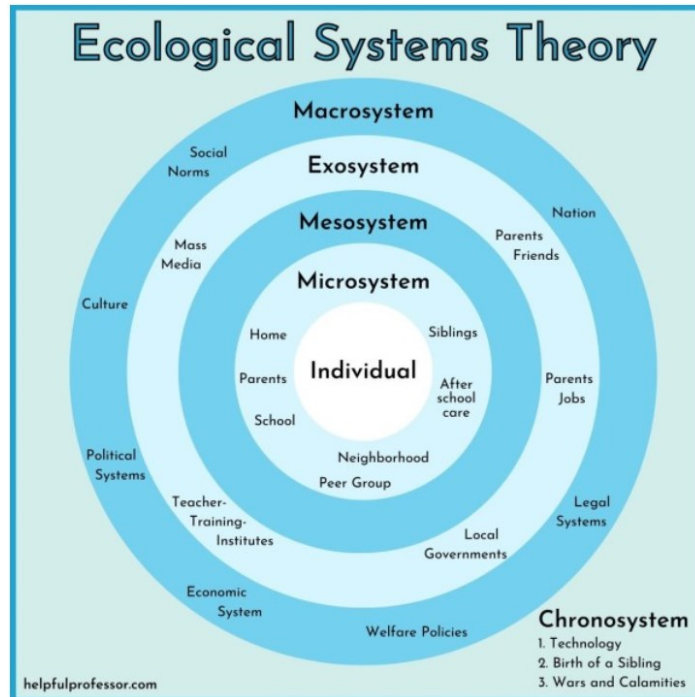 Ecological Systems Theory
Macrosystem
Exosystem
Mesosystem
Microsystem
Individual
Social
Norms
Nation
Mass
Media
Parents
Friends
Culture
Home
Siblings
Parents
After
school
care
School
Parents
Jobs
Neighborhood
Peer Group
Political
Systems
Teacher-
Training-
Institutes
Local
Governments
Legal
Systems
Economic
System
Welfare Policies
Chronosystem
1. Technology
2. Birth of a Sibling
3. Wars and Calamities
helpfulprofessor.com